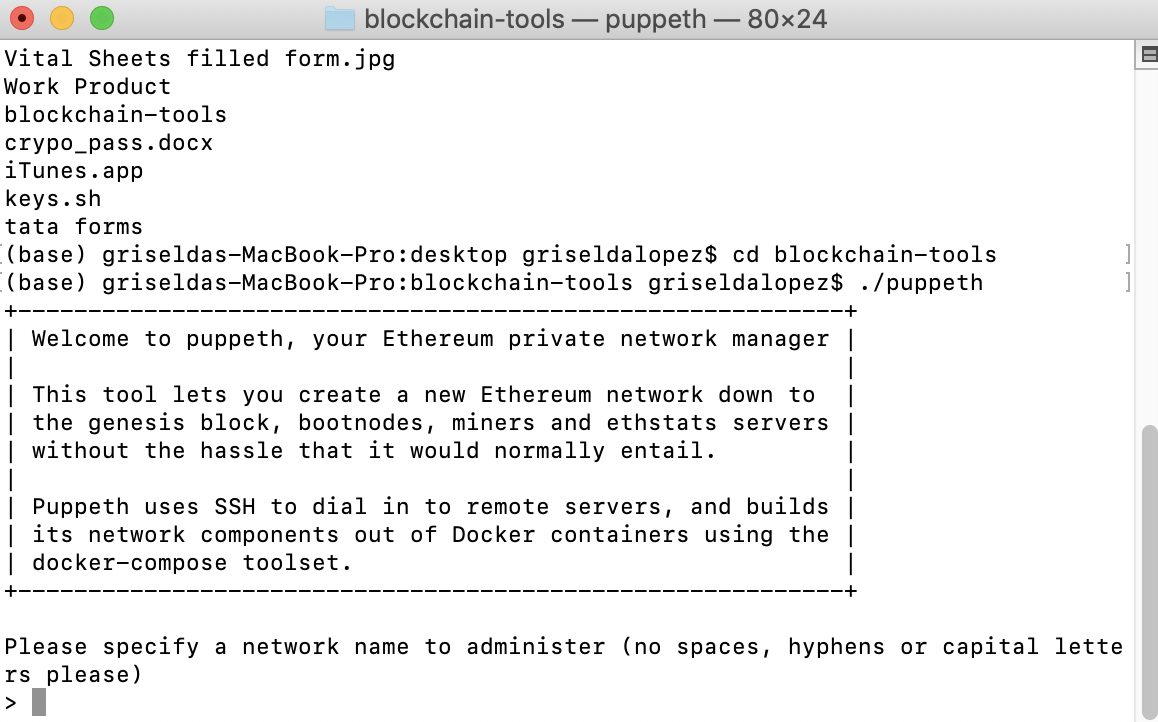 blockchain-tools — puppeth — 80×24
Vital Sheets filled form.jpg
Work Product
blockchain-tools
crypo_pass.docx
iTunes.app
keys.sh
tata forms
[(base) griseldas-MacBook-Pro:desktop griseldalopez$ cd blockchain-tools ]
[(base) griseldas-MacBook-Pro:blockchain-tools griseldalopez$ ./puppeth ]
+-----------------------------------------------------------+
| Welcome to puppeth, your Ethereum private network manager |
|                                                           |
| This tool lets you create a new Ethereum network down to  |
| the genesis block, bootnodes, miners and ethstats servers |
| without the hassle that it would normally entail.         |
|                                                           |
| Puppeth uses SSH to dial in to remote servers, and builds |
| its network components out of Docker containers using the |
| docker-compose toolset.                                   |
+-----------------------------------------------------------+
Please specify a network name to administer (no spaces, hyphens or capital lette
rs please)
>